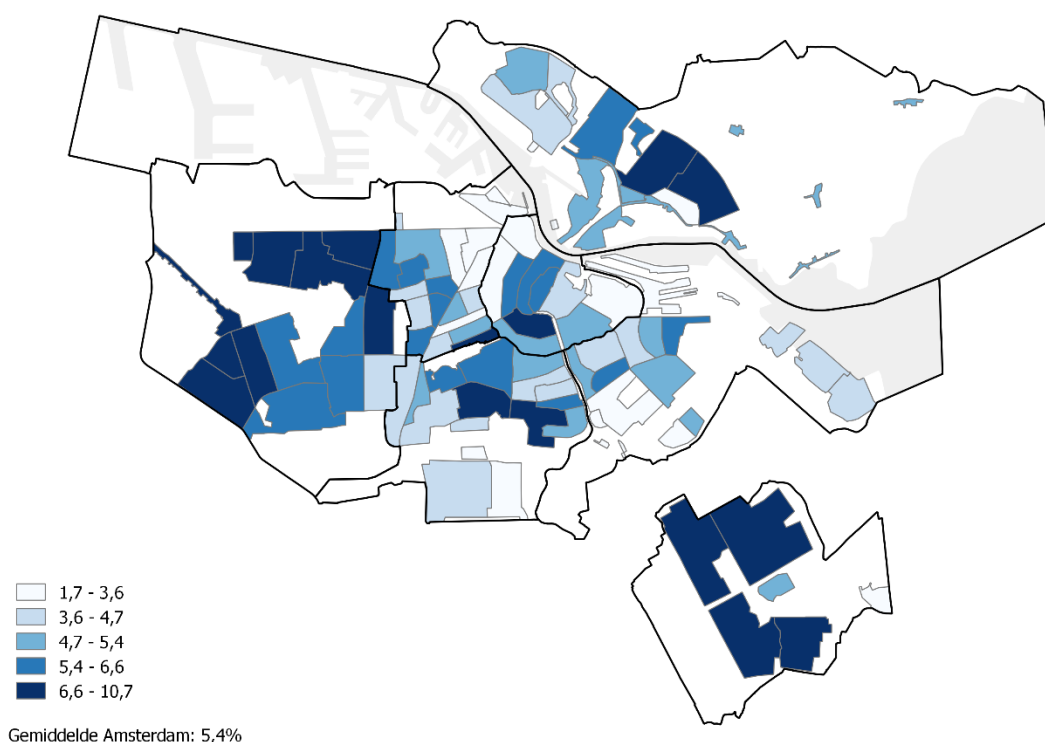 1,7 - 3,6
3,6 - 4,7
4,7 - 5,4
5,4 - 6,6
6,6 - 10,7
Gemiddelde Amsterdam: 5,4%